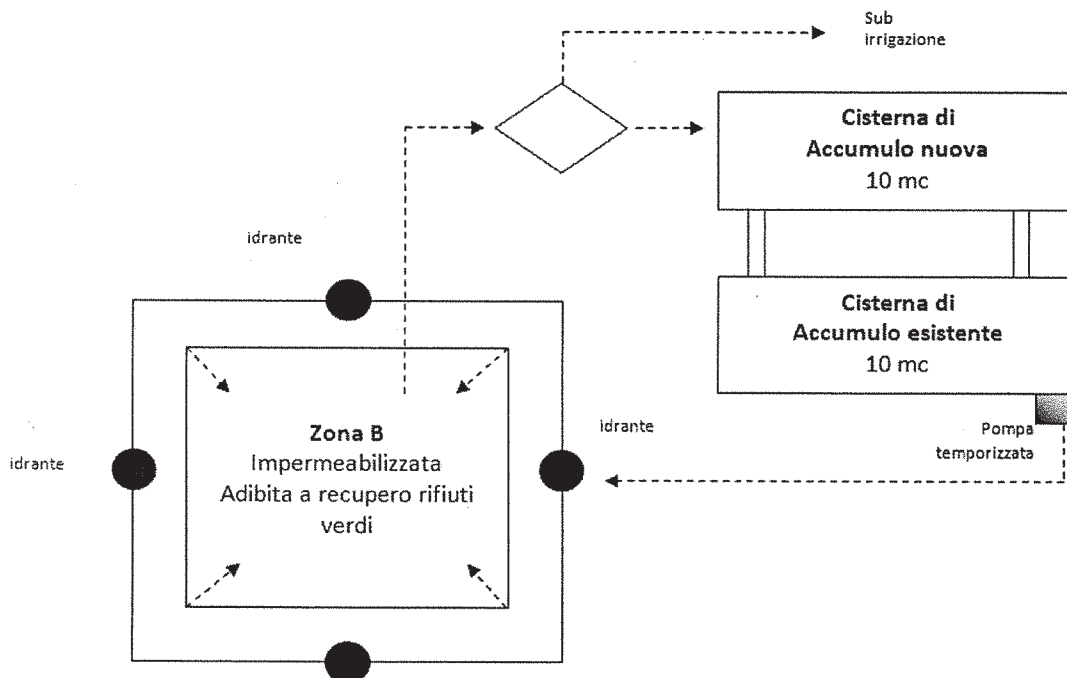 Sub
irrigazione
Cisterna di
Accumulo nuova
10 mc
idrante
Cisterna di
Accumulo esistente
10 mc
idrante
Pompa
temporizzata
idrante
Zona B
Impermeabilizzata
Adibita a recupero rifiuti
verdi